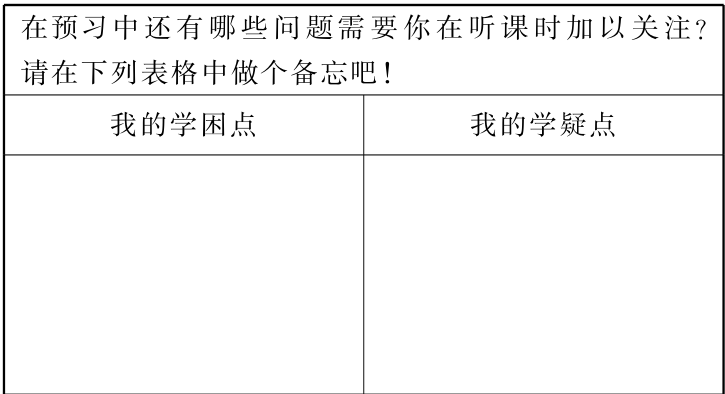 在预习中还有哪些问题需要你在听课时加以关注？
请在下列表格中做个备忘吧！
我的学困点
我的学疑点